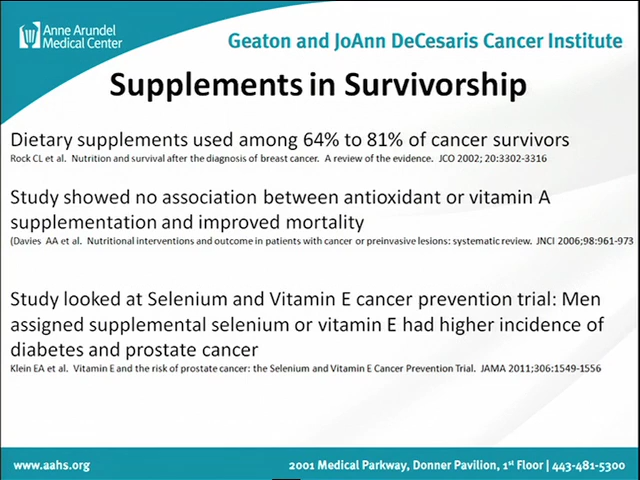 Anne Arundel
Medical Center
Geaton and JoAnn DeCesaris Cancer Institute
Supplements in Survivorship
Dietary supplements used among 64% to 81% of cancer survivors
Rock CL et al. Nutrition and survival after the diagnosis of breast cancer. A review of the evidence. JCO 2002; 20:3302-3316
Study showed no association between antioxidant or vitamin A
supplementation and improved mortality
(Davies AA et al. Nutritional interventions and outcome in patients with cancer or preinvasive lesions: systematic review. JNCI 2006;98:961-973
Study looked at Selenium and Vitamin E cancer prevention trial: Men
assigned supplemental selenium or vitamin E had higher incidence of
diabetes and prostate cancer
Klein EA et al. Vitamin E and the risk of prostate cancer: the Selenium and Vitamin E Cancer Prevention Trial. JAMA 2011;306:1549-1556
www.aahs.org 2001 Medical Parkway, Donner Pavilion, 1st Floor | 443-481-5300